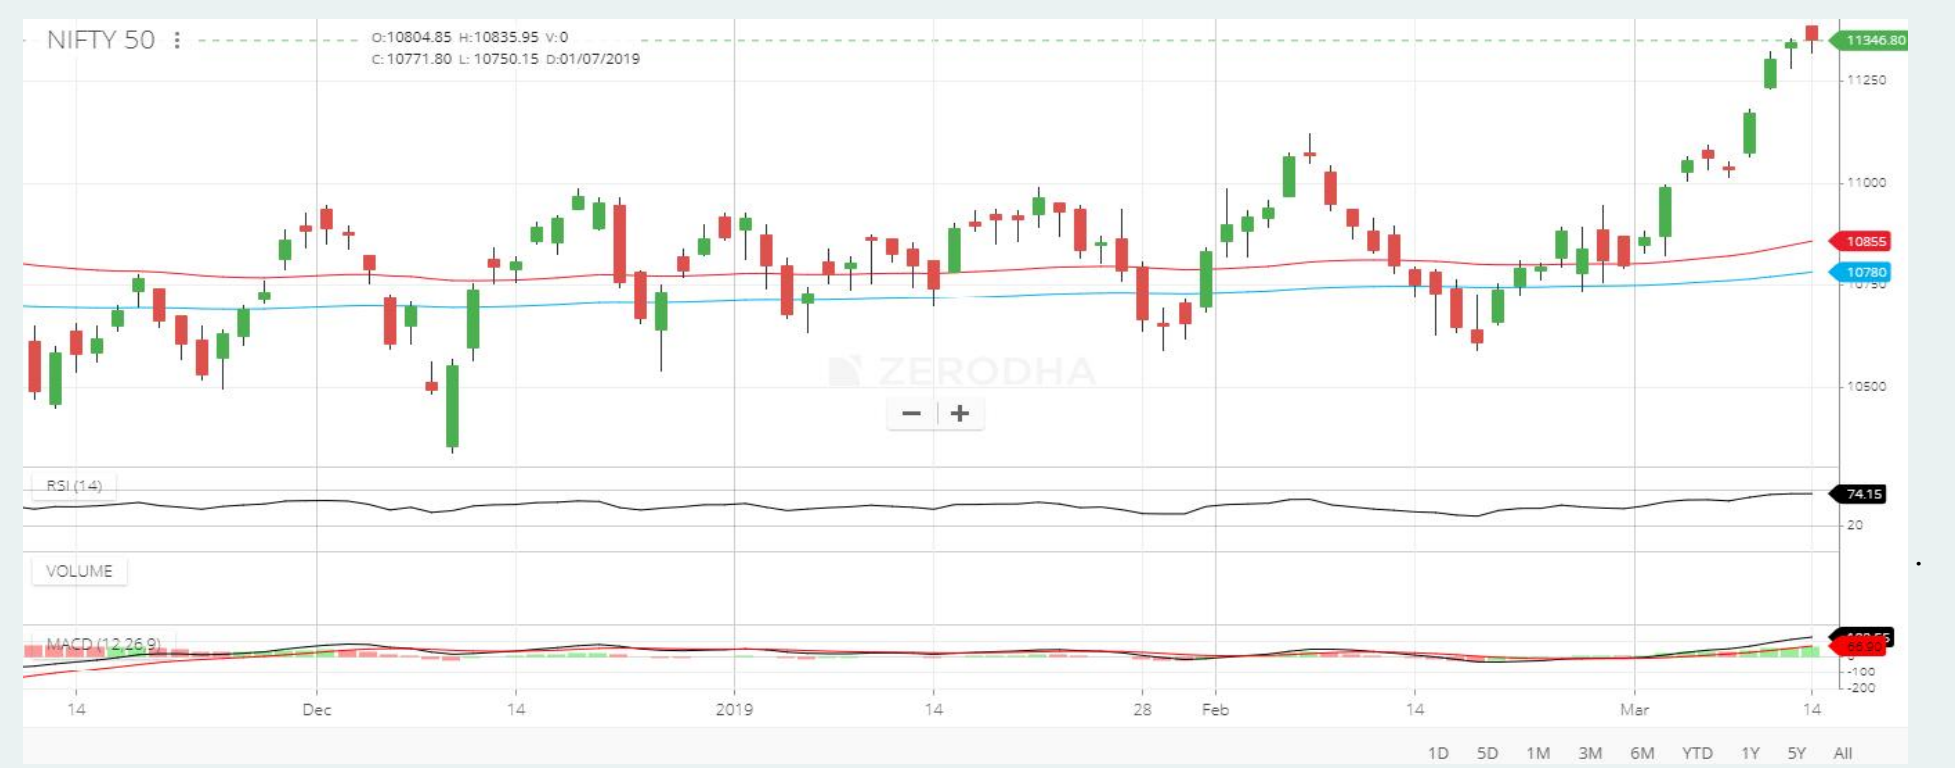 NIFTY 50
O:10804.85 H:10835.95 V:0
C: 10771.80 L: 10750.15 D:01/07/2019
11346.80
11250
11000
10855
10780
10750
10500
ZERODHA
− +
RSI (14)
74.15
20
VOLUME
MACD (12,26,9)
0
-100
-200
14 Dec 14 2019 14 28 Feb 14 Mar 14
1D 5D 1M 3M 6M YTD 1Y 5Y All